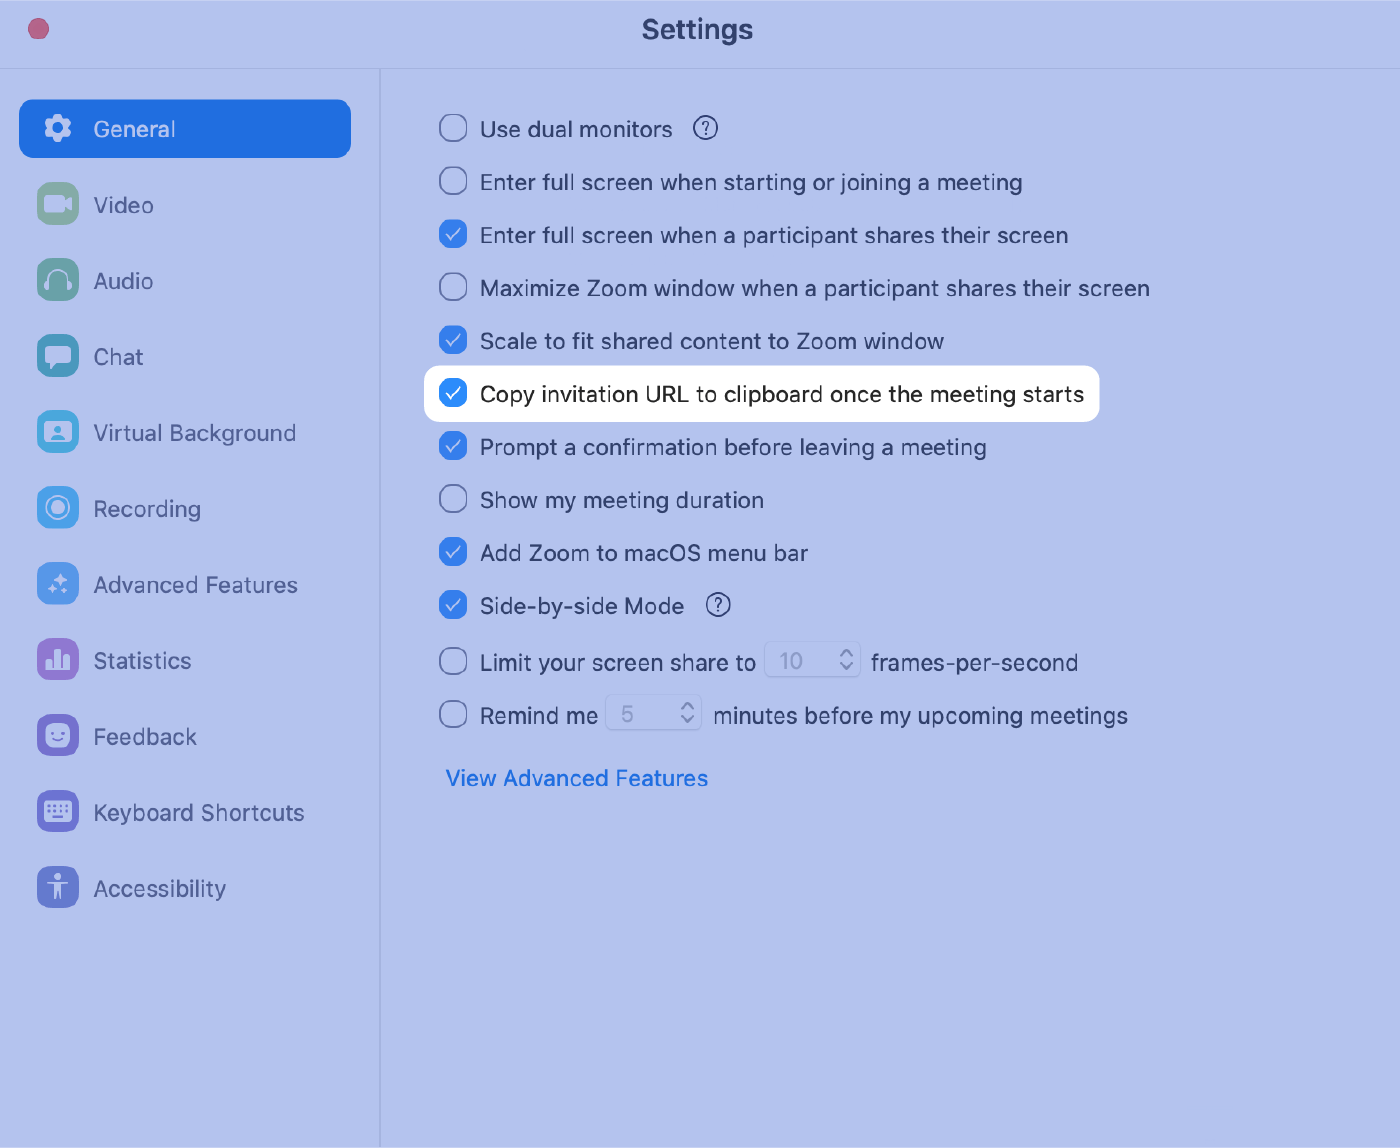 Settings
General
Video
Audio
Chat
Virtual Background
Recording
Advanced Features
Statistics
Feedback
Keyboard Shortcuts
Accessibility
Use dual monitors ?
Enter full screen when starting or joining a meeting
Enter full screen when a participant shares their screen
Maximize Zoom window when a participant shares their screen
Scale to fit shared content to Zoom window
Copy invitation URL to clipboard once the meeting starts
Prompt a confirmation before leaving a meeting
Show my meeting duration
Add Zoom to macOS menu bar
Side-by-side Mode ?
Limit your screen share to 10 frames-per-second
Remind me 5 minutes before my upcoming meetings
View Advanced Features